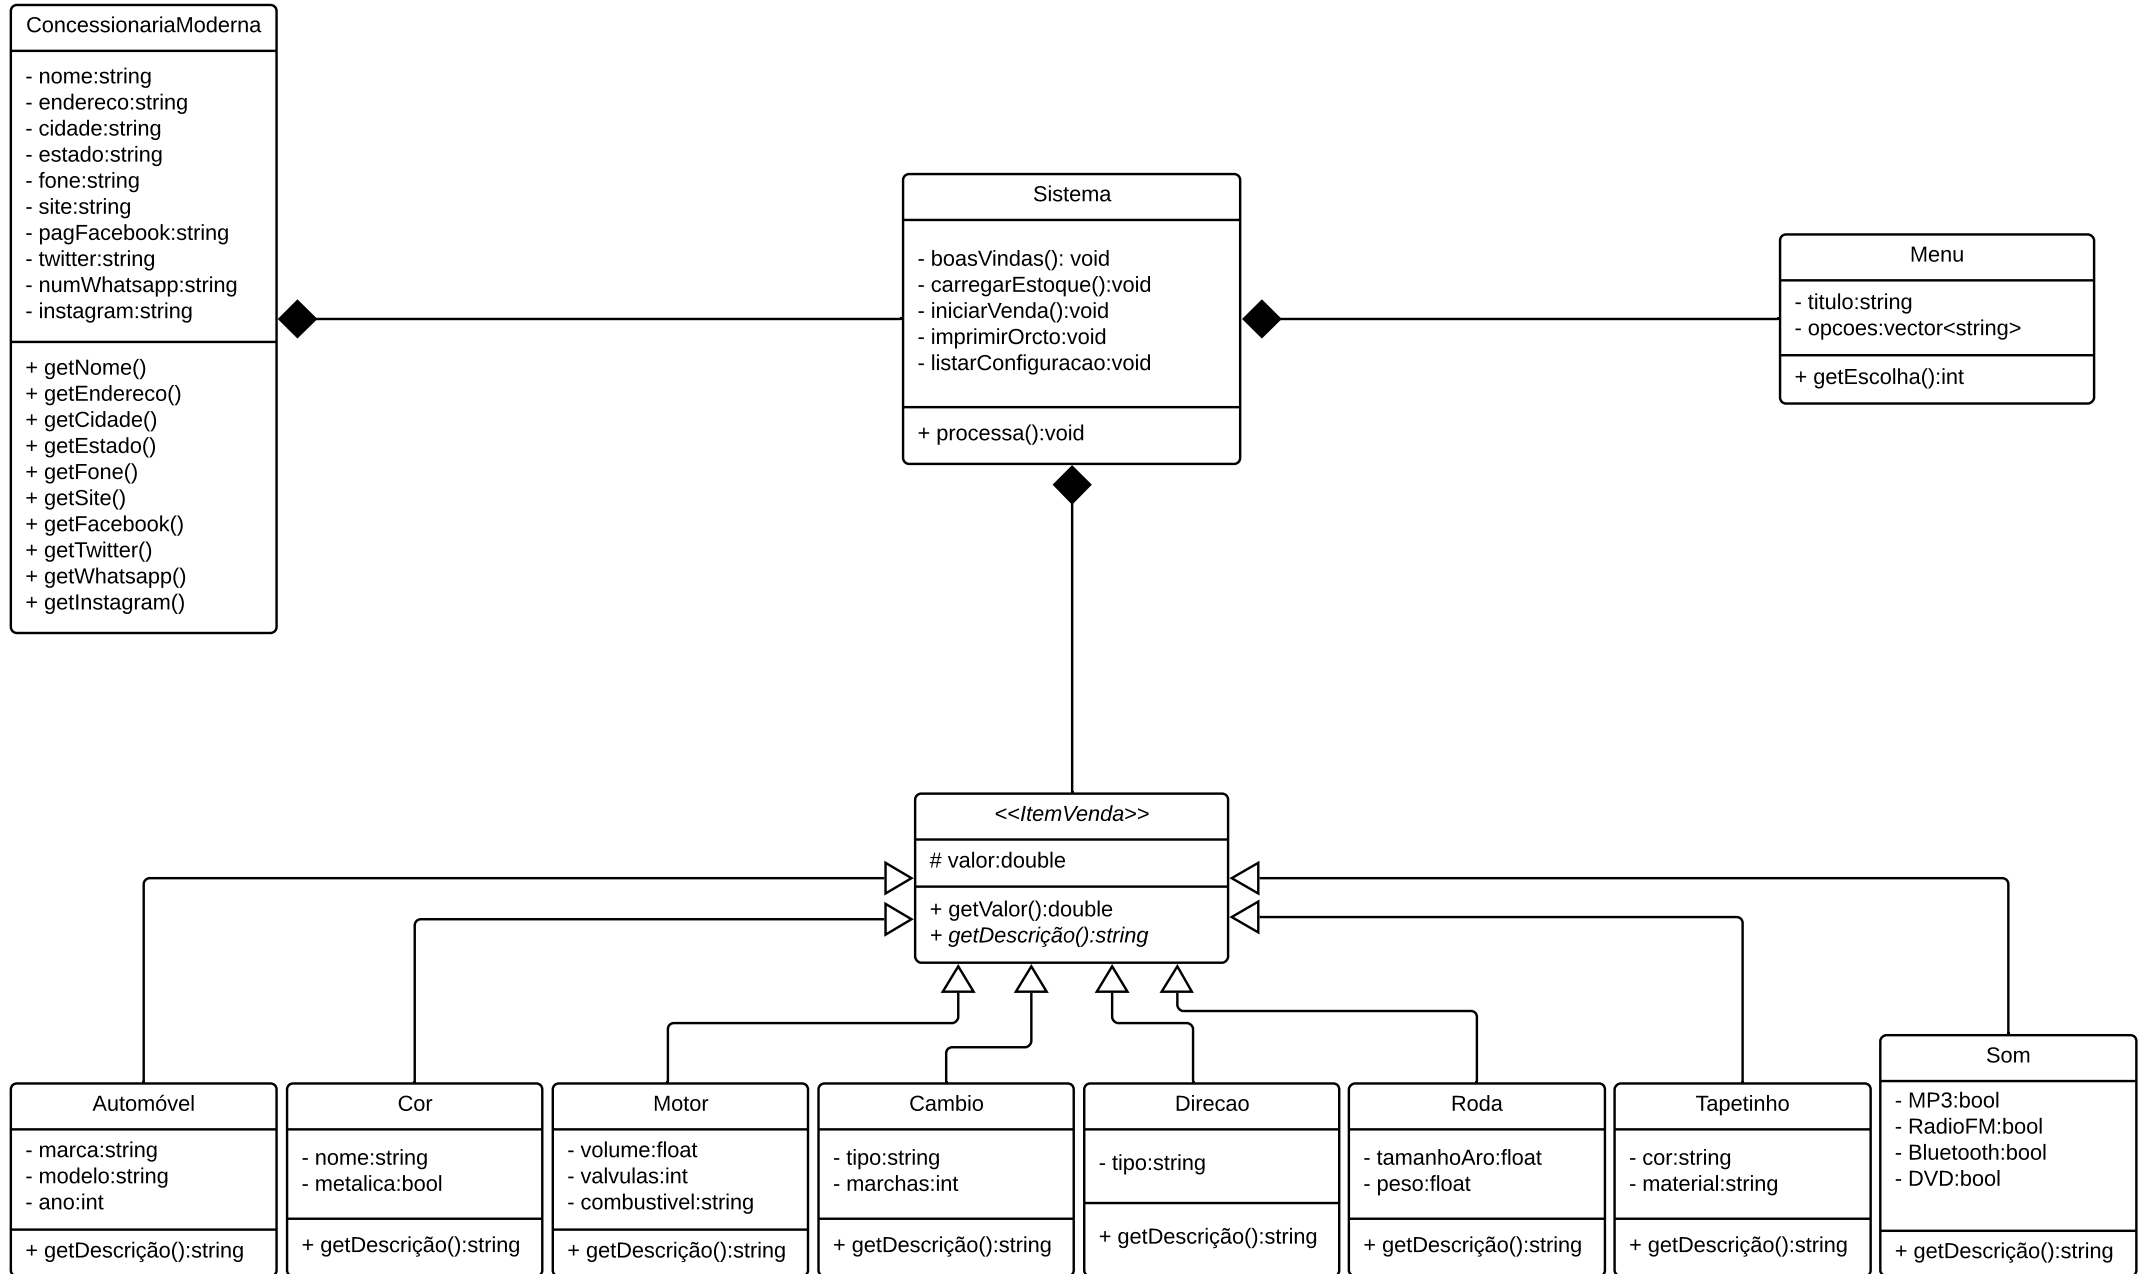 ConcessionariaModerna
- nome:string
- endereco:string
- cidade:string
- estado:string
- fone:string
- site:string
- pagFacebook:string
- twitter:string
- numWhatsapp:string
- instagram:string
+ getNome()
+ getEndereco()
+ getCidade()
+ getEstado()
+ getFone()
+ getSite()
+ getFacebook()
+ getTwitter()
+ getWhatsapp()
+ getInstagram()
Sistema
- boasVindas(): void
- carregarEstoque():void
- iniciarVenda():void
- imprimirOrcto:void
- listarConfiguracao:void
+ processa():void
Menu
- titulo:string
- opcoes:vector<string>
+ getEscolha():int
<<ItemVenda>>
# valor:double
+ getValor():double
+ getDescrição():string
Automóvel
- marca:string
- modelo:string
- ano:int
+ getDescrição():string
Cor
- nome:string
- metalica:bool
+ getDescrição():string
Motor
- volume:float
- valvulas:int
- combustivel:string
+ getDescrição():string
Cambio
- tipo:string
- marchas:int
+ getDescrição():string
Direcao
- tipo:string
+ getDescrição():string
Roda
- tamanhoAro:float
- peso:float
+ getDescrição():string
Tapetinho
- cor:string
- material:string
+ getDescrição():string
Som
- MP3:bool
- RadioFM:bool
- Bluetooth:bool
- DVD:bool
+ getDescrição():string